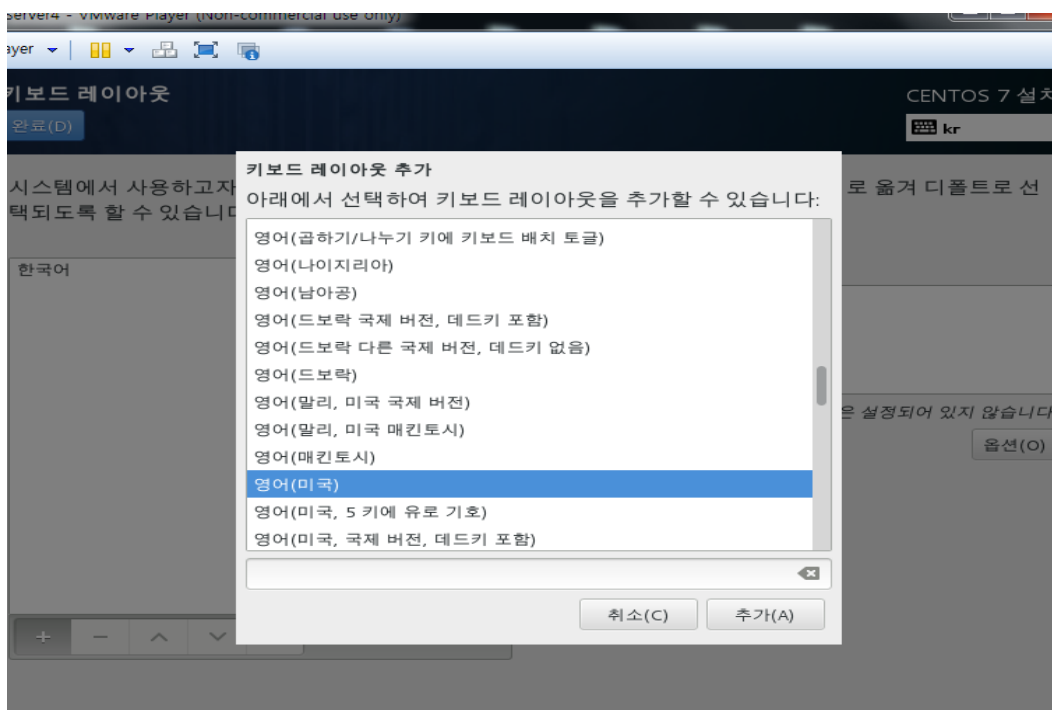 server4 - VMware Player (Non-commercial use only)
ayer
키보드 레이아웃
CENTOS 7 설치
완료(D)
kr
시스템에서 사용하고자
로 옮겨 디폴트로 선
택되도록 할 수 있습니다
한국어
키보드 레이아웃 추가
아래에서 선택하여 키보드 레이아웃을 추가할 수 있습니다:
영어(곱하기/나누기 키에 키보드 배치 토글)
영어(나이지리아)
영어(남아공)
영어(드보락 국제 버전, 데드키 포함)
영어(드보락 다른 국제 버전, 데드키 없음)
영어(드보락)
영어(말리, 미국 국제 버전)
영어(말리, 미국 매킨토시)
영어(매킨토시)
영어(미국)
영어(미국, 5 키에 유로 기호)
영어(미국, 국제 버전, 데드키 포함)
취소(C)
추가(A)
은 설정되어 있지 않습니다
옵션(O)